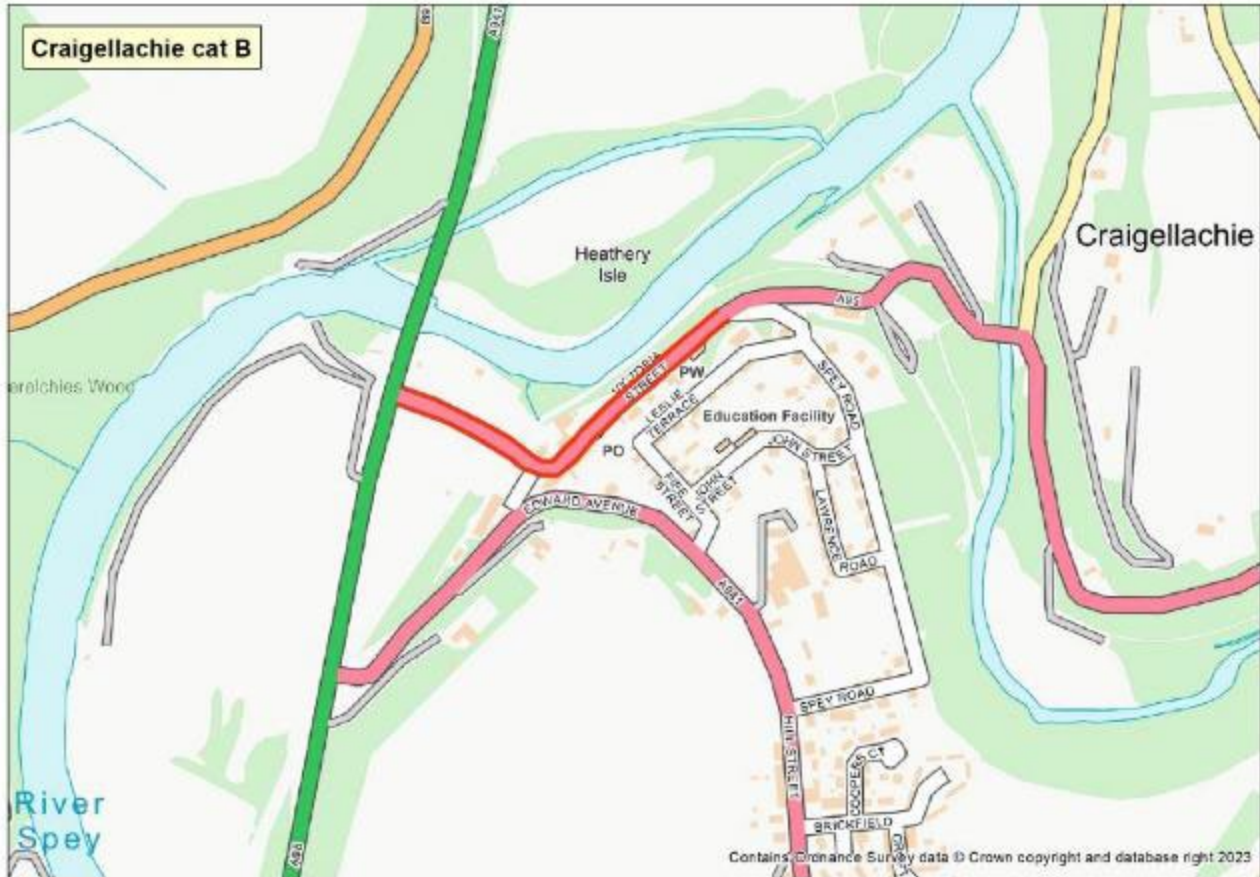 Craigellachie cat B
A95
Craigellachie
Heathery
Isle
VICTORIA
STREET
PW
LESLIE
TERRACE
SPEY ROAD
Education Facility
PO
JOHN STREET
FIFE
STREET
JOHN
STREET
EDWARD AVENUE
LAWRENCE
ROAD
A941
SPEY ROAD
HILL STREET
COOPERS CT
BRICKFIELD
River
Spey
Contains Ordnance Survey data © Crown copyright and database right 2023